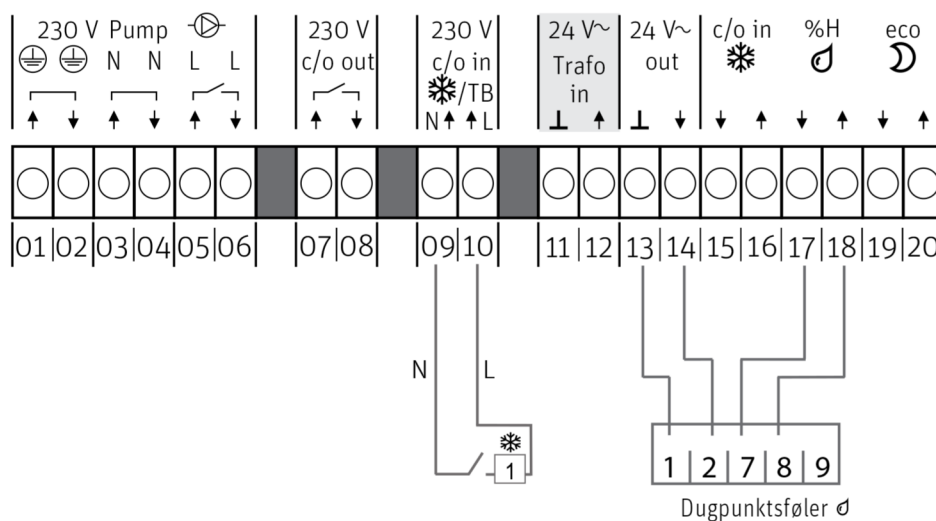 230 V Pump 230 V 230 V 24 V~ 24 V~ c/o in %H eco
N N L L c/o out c/o in Trafo out
/TB in
N L
01 02 03 04 05 06 07 08 09 10 11 12 13 14 15 16 17 18 19 20
N L
1
1 2 7 8 9
Dugpunktsføler